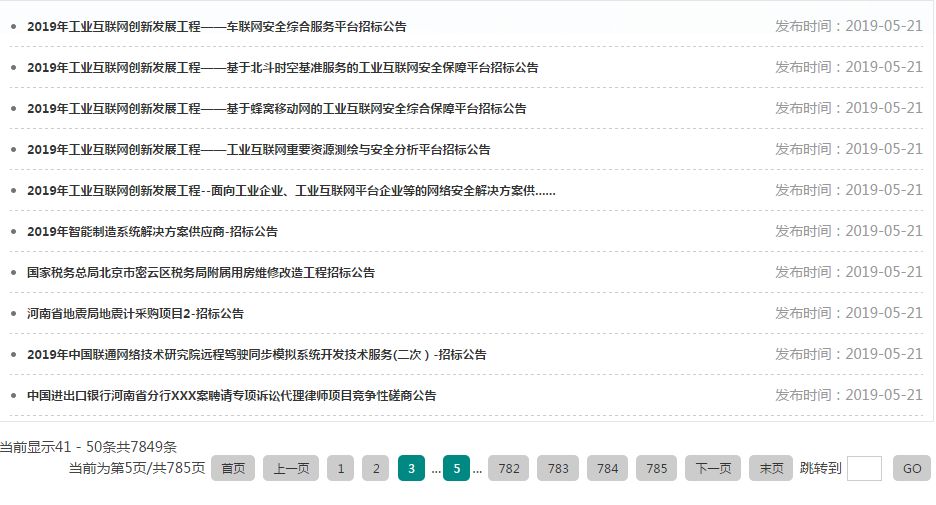 2019年工业互联网创新发展工程——车联网安全综合服务平台招标公告 发布时间：2019-05-21
2019年工业互联网创新发展工程——基于北斗时空基准服务的工业互联网安全保障平台招标公告 发布时间：2019-05-21
2019年工业互联网创新发展工程——基于蜂窝移动网的工业互联网安全综合保障平台招标公告 发布时间：2019-05-21
2019年工业互联网创新发展工程——工业互联网重要资源测绘与安全分析平台招标公告 发布时间：2019-05-21
2019年工业互联网创新发展工程--面向工业企业、工业互联网平台企业等的网络安全解决方案供...... 发布时间：2019-05-21
2019年智能制造系统解决方案供应商-招标公告 发布时间：2019-05-21
国家税务总局北京市密云区税务局附属用房维修改造工程招标公告 发布时间：2019-05-21
河南省地震局地震计采购项目2-招标公告 发布时间：2019-05-21
2019年中国联通网络技术研究院远程驾驶同步模拟系统开发技术服务(二次）-招标公告 发布时间：2019-05-21
中国进出口银行河南省分行XXX案聘请专项诉讼代理律师项目竞争性磋商公告 发布时间：2019-05-21
当前显示41 - 50条共7849条
当前为第5页/共785页 首页 上一页 1 2 3 ... 5 ... 782 783 784 785 下一页 末页 跳转到 GO